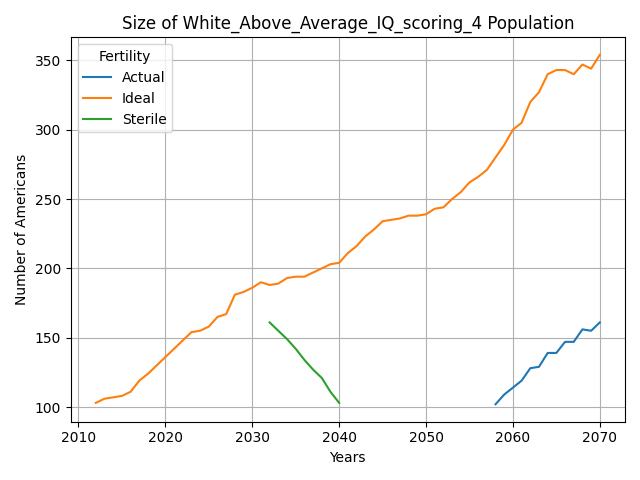 Size of White_Above_Average_IQ_scoring_4 Population
Fertility
Actual
Ideal
Sterile
Number of Americans
350
300
250
200
150
100
2010 2020 2030 2040 2050 2060 2070
Years